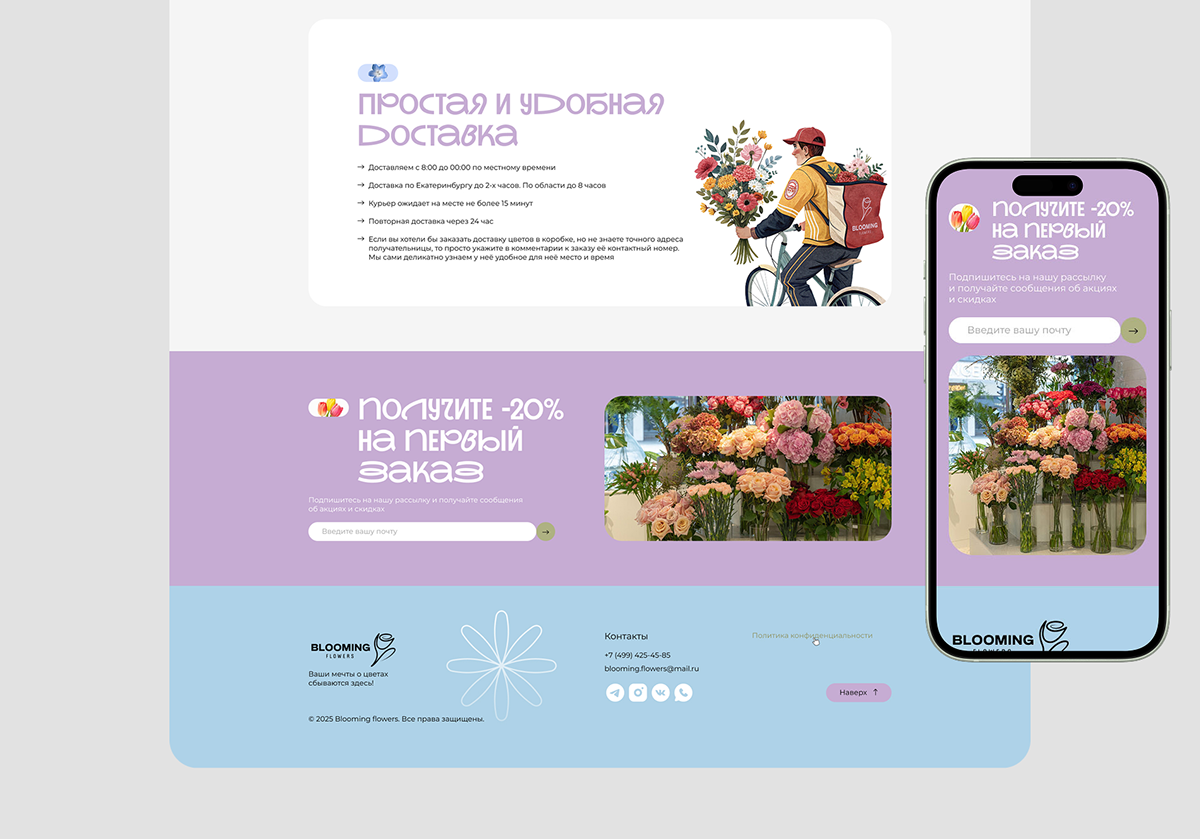 ПРОСТАЯ И УДОБНАЯ
ДОСТАВКА
→ Доставляем с 8:00 до 00:00 по местному времени
→ Доставка по Екатеринбургу до 2-х часов. По области до 8 часов
→ Курьер ожидает на месте не более 15 минут
→ Повторная доставка через 24 час
→ Если вы хотели бы заказать доставку цветов в коробке, но не знаете точного адреса
получательницы, то просто укажите в комментарии к заказу её контактный номер.
Мы сами деликатно узнаем у неё удобное для неё место и время
BLOOMING
FLOWERS
ПОЛУЧИТЕ -20%
НА ПЕРВЫЙ
ЗАКАЗ
Подпишитесь на нашу рассылку и получайте сообщения
об акциях и скидках
Введите вашу почту →
BLOOMING
FLOWERS
Ваши мечты о цветах
сбываются здесь!
© 2025 Blooming flowers. Все права защищены.
Контакты
+7 (499) 425-45-85
blooming.flowers@mail.ru
Политика конфиденциальности
Наверх ↑
ПОЛУЧИТЕ -20%
НА ПЕРВЫЙ
ЗАКАЗ
Подпишитесь на нашу рассылку
и получайте сообщения об акциях
и скидках
Введите вашу почту →
BLOOMING
FLOWERS